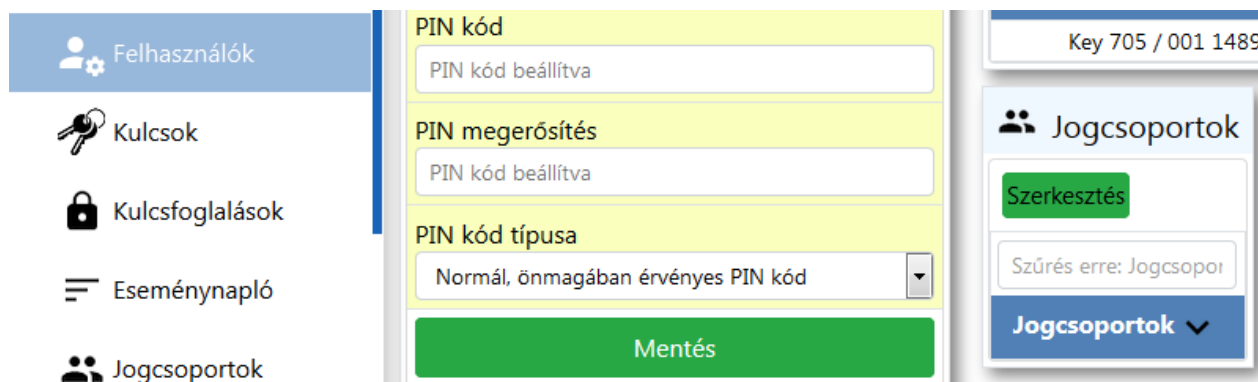 Felhasználók
Kulcsok
Kulcsfoglalások
Eseménynapló
Jogcsoportok
PIN kód
PIN kód beállítva
PIN megerősítés
PIN kód beállítva
PIN kód típusa
Normál, önmagában érvényes PIN kód
Mentés
Key 705 / 001 1489
Jogcsoportok
Szerkesztés
Szűrés erre: Jogcsopor
Jogcsoportok